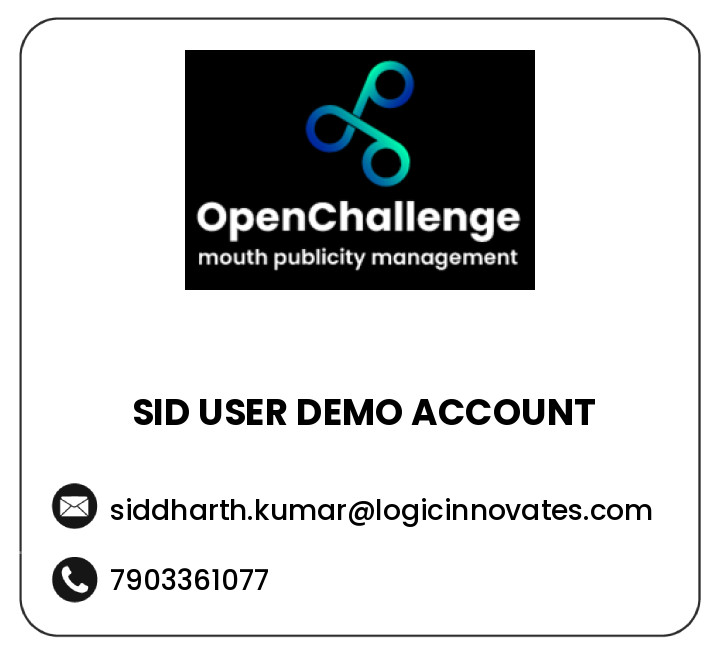 OpenChallenge
mouth publicity management
SID USER DEMO ACCOUNT
siddharth.kumar@logicinnovates.com
7903361077